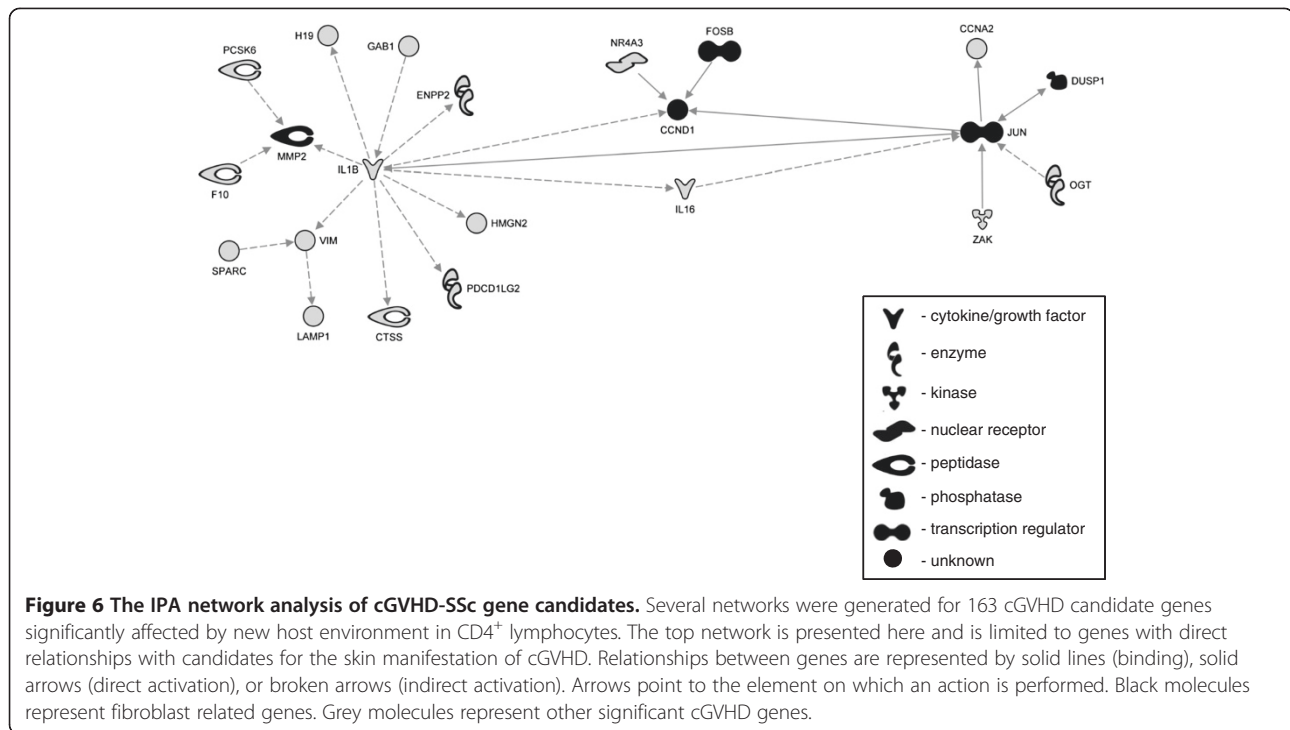 H19
GAB1
PCSK6
ENPP2
MMP2
IL1B
F10
HMGN2
VIM
SPARC
PDCD1LG2
LAMP1
CTSS
NR4A3
FOSB
CCND1
IL16
CCNA2
DUSP1
JUN
OGT
ZAK
- cytokine/growth factor
- enzyme
- kinase
- nuclear receptor
- peptidase
- phosphatase
- transcription regulator
- unknown
Figure 6 The IPA network analysis of cGVHD-SSc gene candidates. Several networks were generated for 163 cGVHD candidate genes
significantly affected by new host environment in CD4+ lymphocytes. The top network is presented here and is limited to genes with direct
relationships with candidates for the skin manifestation of cGVHD. Relationships between genes are represented by solid lines (binding), solid
arrows (direct activation), or broken arrows (indirect activation). Arrows point to the element on which an action is performed. Black molecules
represent fibroblast related genes. Grey molecules represent other significant cGVHD genes.